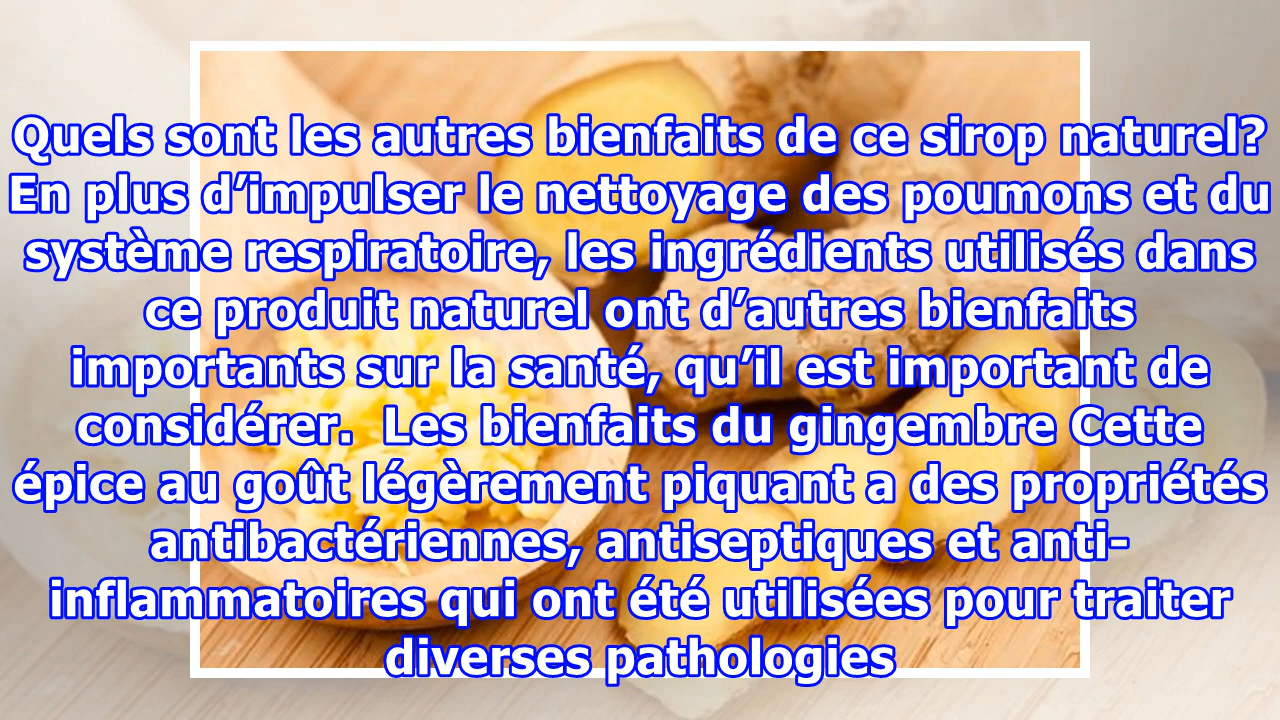 Quels sont les autres bienfaits de ce sirop naturel?
En plus d’impulser le nettoyage des poumons et du
système respiratoire, les ingrédients utilisés dans
ce produit naturel ont d’autres bienfaits
importants sur la santé, qu’il est important de
considérer.  Les bienfaits du gingembre Cette
épice au goût légèrement piquant a des propriétés
antibactériennes, antiseptiques et anti-
inflammatoires qui ont été utilisées pour traiter
diverses pathologies